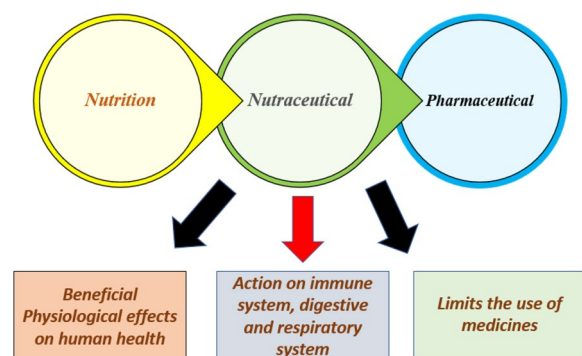 Nutrition
Nutraceutical
Pharmaceutical
Beneficial
Physiological effects
on human health
Action on immune
system, digestive
and respiratory
system
Limits the use of
medicines